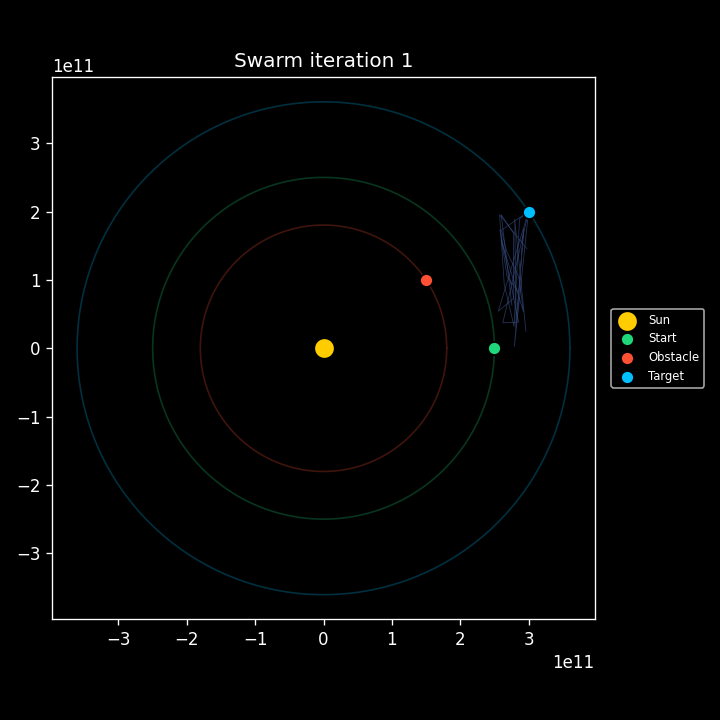 Swarm iteration 1
1e11
3
2
1
0
−1
−2
−3
−3
−2
−1
0
1
2
3
1e11
Sun
Start
Obstacle
Target